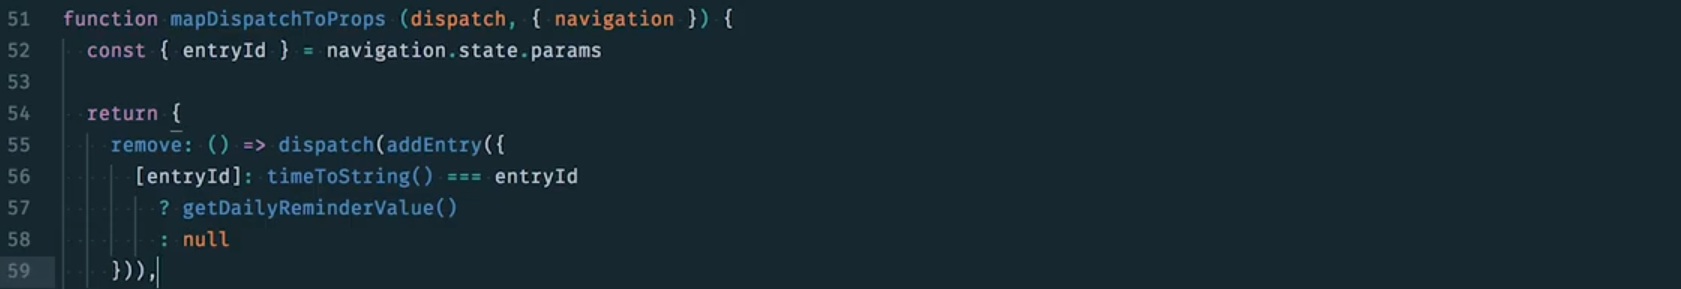 51 function mapDispatchToProps (dispatch, { navigation }) {
52 const { entryId } = navigation.state.params
53
54 return {
55 remove: () => dispatch(addEntry({
56 [entryId]: timeToString() === entryId
57 ? getDailyReminderValue()
58 : null
59 })),